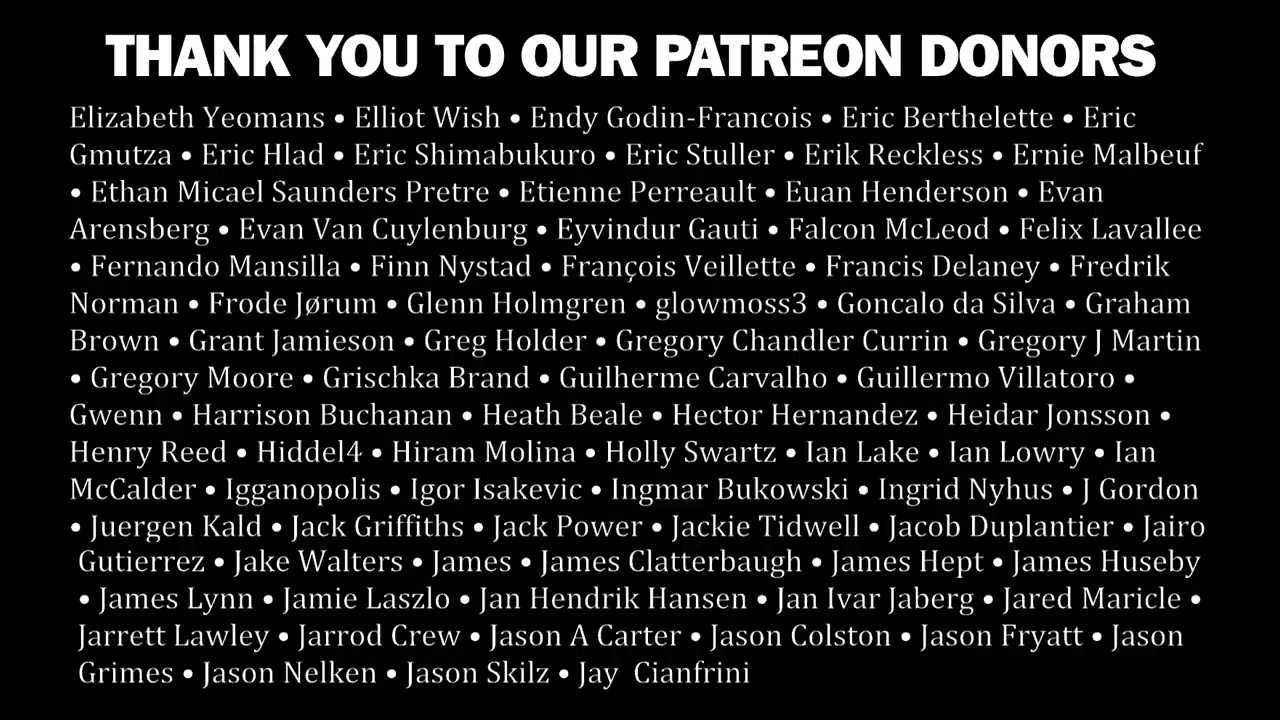 THANK YOU TO OUR PATREON DONORS
Elizabeth Yeomans • Elliot Wish • Endy Godin-Francois • Eric Berthelette • Eric
Gmutza • Eric Hlad • Eric Shimabukuro • Eric Stuller • Erik Reckless • Ernie Malbeuf
• Ethan Micael Saunders Pretre • Etienne Perreault • Euan Henderson • Evan
Arensberg • Evan Van Cuylenburg • Eyvindur Gauti • Falcon McLeod • Felix Lavallee
• Fernando Mansilla • Finn Nystad • François Veillette • Francis Delaney • Fredrik
Norman • Frode Jørum • Glenn Holmgren • glowmoss3 • Goncalo da Silva • Graham
Brown • Grant Jamieson • Greg Holder • Gregory Chandler Currin • Gregory J Martin
• Gregory Moore • Grischka Brand • Guilherme Carvalho • Guillermo Villatoro •
Gwenn • Harrison Buchanan • Heath Beale • Hector Hernandez • Heidar Jonsson •
Henry Reed • Hiddel4 • Hiram Molina • Holly Swartz • Ian Lake • Ian Lowry • Ian
McCalder • Igganopolis • Igor Isakevic • Ingmar Bukowski • Ingrid Nyhus • J Gordon
• Juergen Kald • Jack Griffiths • Jack Power • Jackie Tidwell • Jacob Duplantier • Jairo
Gutierrez • Jake Walters • James • James Clatterbaugh • James Hept • James Huseby
• James Lynn • Jamie Laszlo • Jan Hendrik Hansen • Jan Ivar Jaberg • Jared Maricle •
Jarrett Lawley • Jarrod Crew • Jason A Carter • Jason Colston • Jason Fryatt • Jason
Grimes • Jason Nelken • Jason Skilz • Jay  Cianfrini